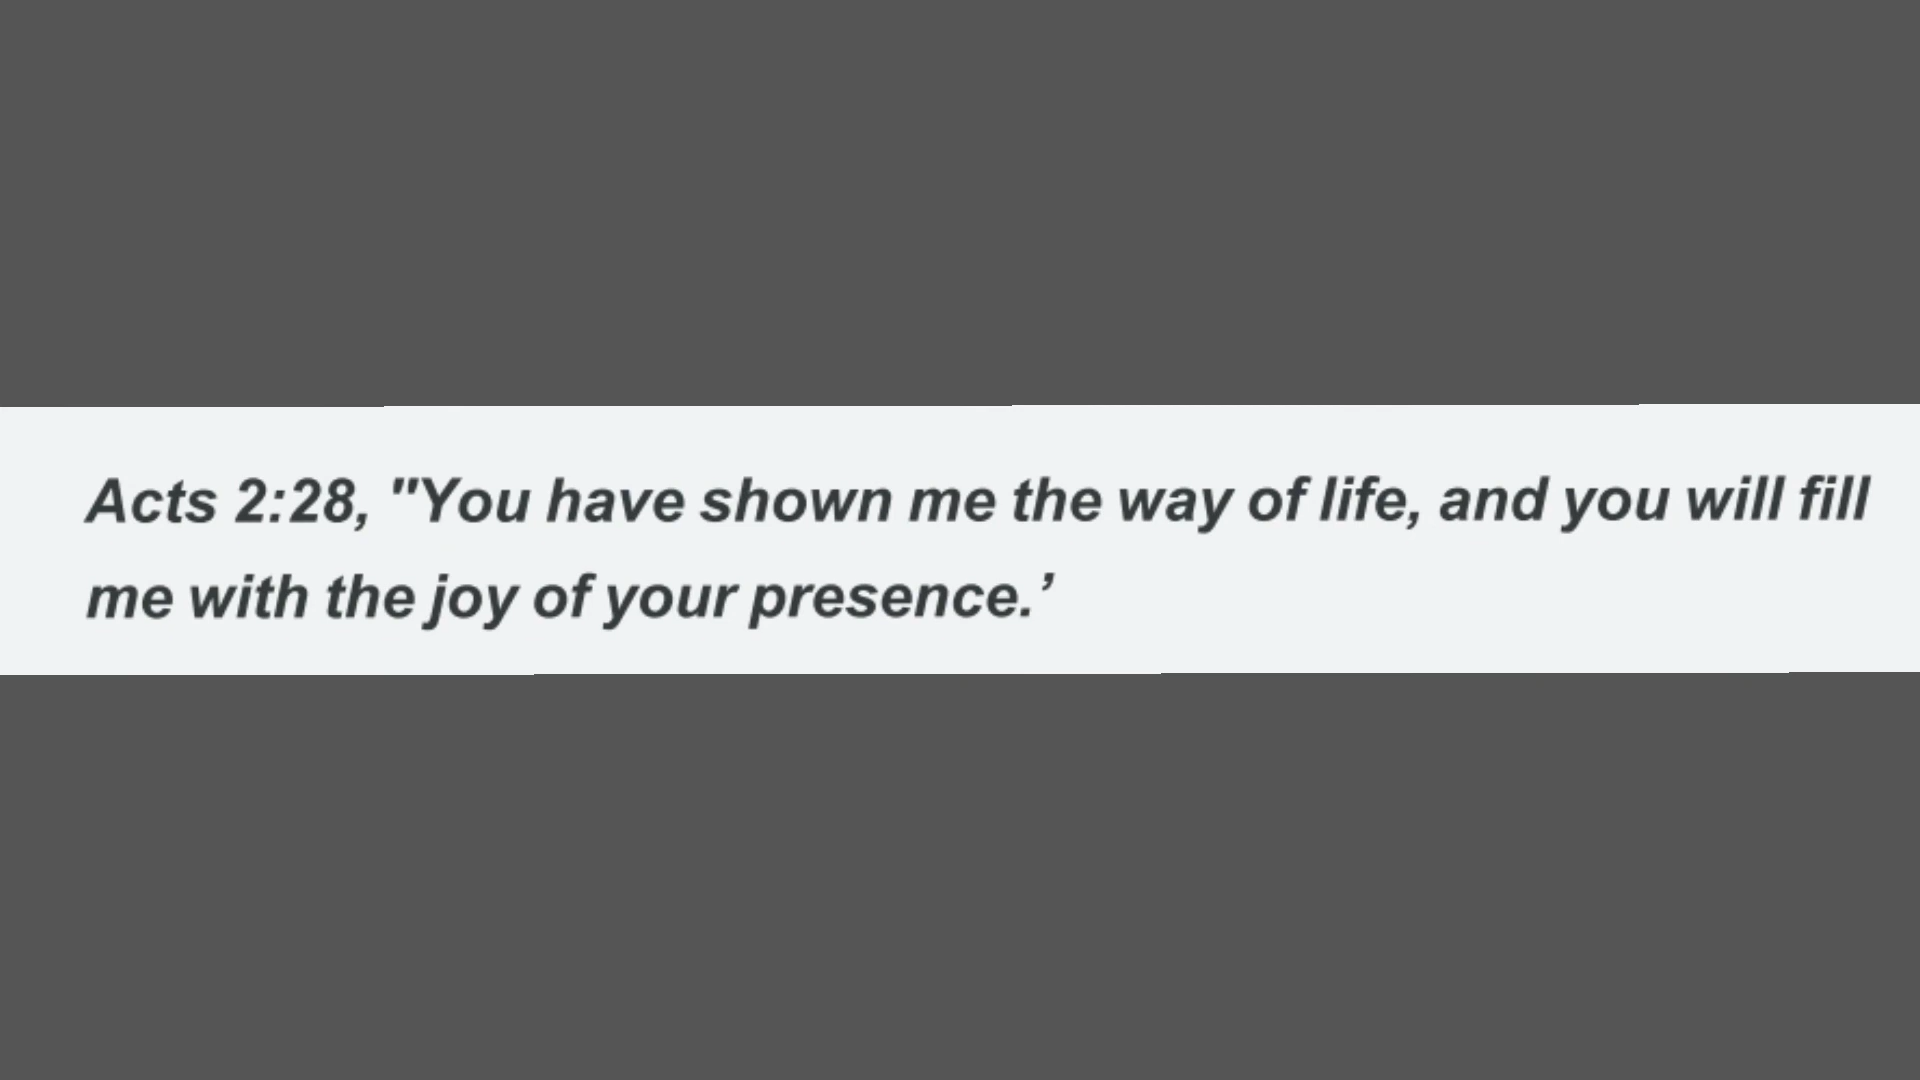 Acts 2:28, "You have shown me the way of life, and you will fill
me with the joy of your presence.’